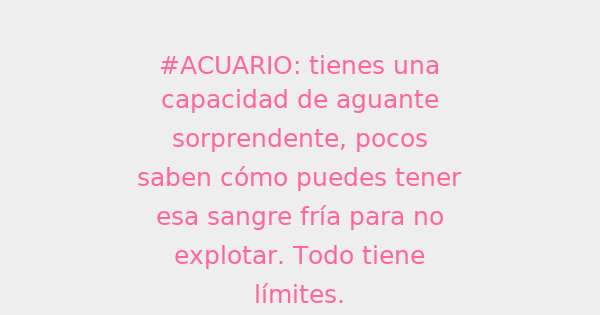 #ACUARIO: tienes una
capacidad de aguante
sorprendente, pocos
saben cómo puedes tener
esa sangre fría para no
explotar. Todo tiene
límites.